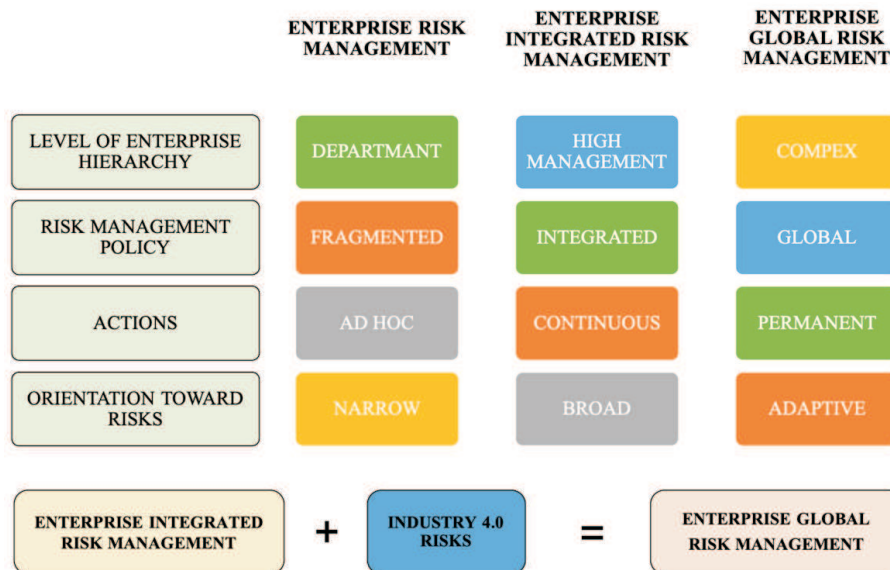 ENTERPRISE RISK
MANAGEMENT
ENTERPRISE
INTEGRATED RISK
MANAGEMENT
ENTERPRISE
GLOBAL RISK
MANAGEMENT
LEVEL OF ENTERPRISE
HIERARCHY
DEPARTMANT
HIGH
MANAGEMENT
COMPEX
RISK MANAGEMENT
POLICY
FRAGMENTED
INTEGRATED
GLOBAL
ACTIONS
AD HOC
CONTINUOUS
PERMANENT
ORIENTATION TOWARD
RISKS
NARROW
BROAD
ADAPTIVE
ENTERPRISE INTEGRATED
RISK MANAGEMENT
+
INDUSTRY 4.0
RISKS
=
ENTERPRISE GLOBAL
RISK MANAGEMENT